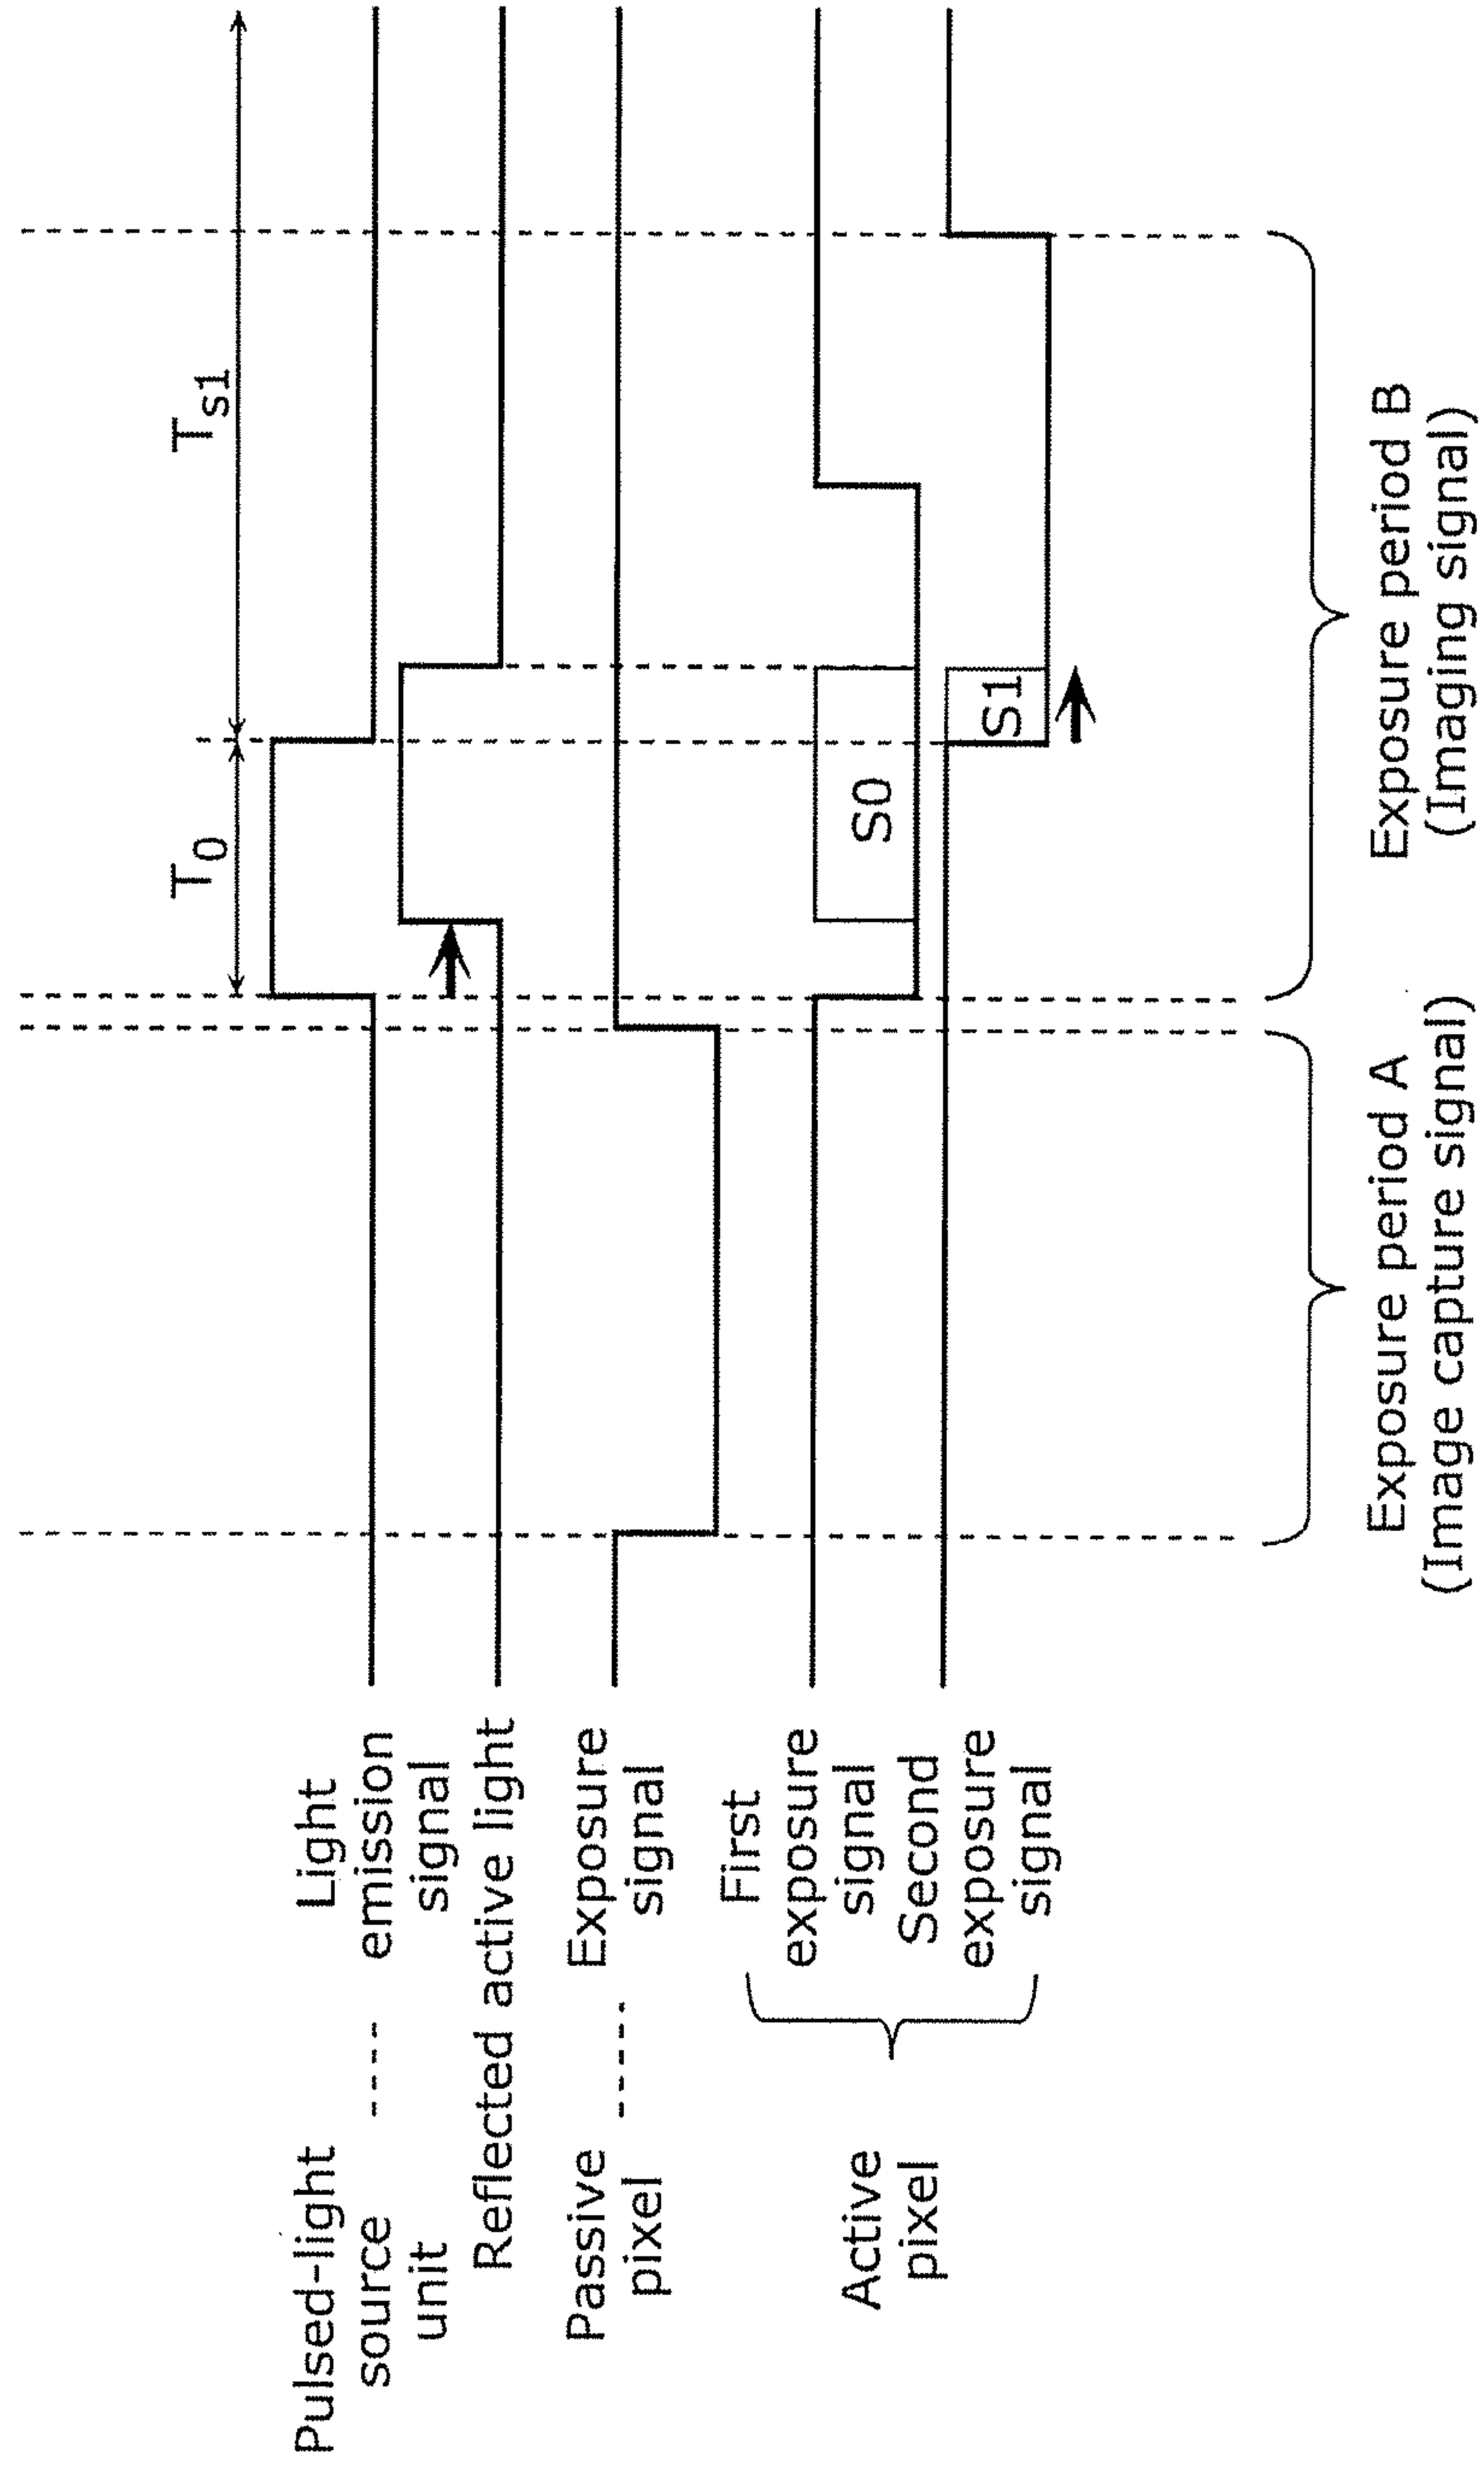 T0
Ts1
Pulsed-light
source
unit
Light
emission
signal
Reflected active light
Passive
pixel
Exposure
signal
Active
pixel
First
exposure
signal
Second
exposure
signal
S0
S1
Exposure period A
(Image capture signal)
Exposure period B
(Imaging signal)